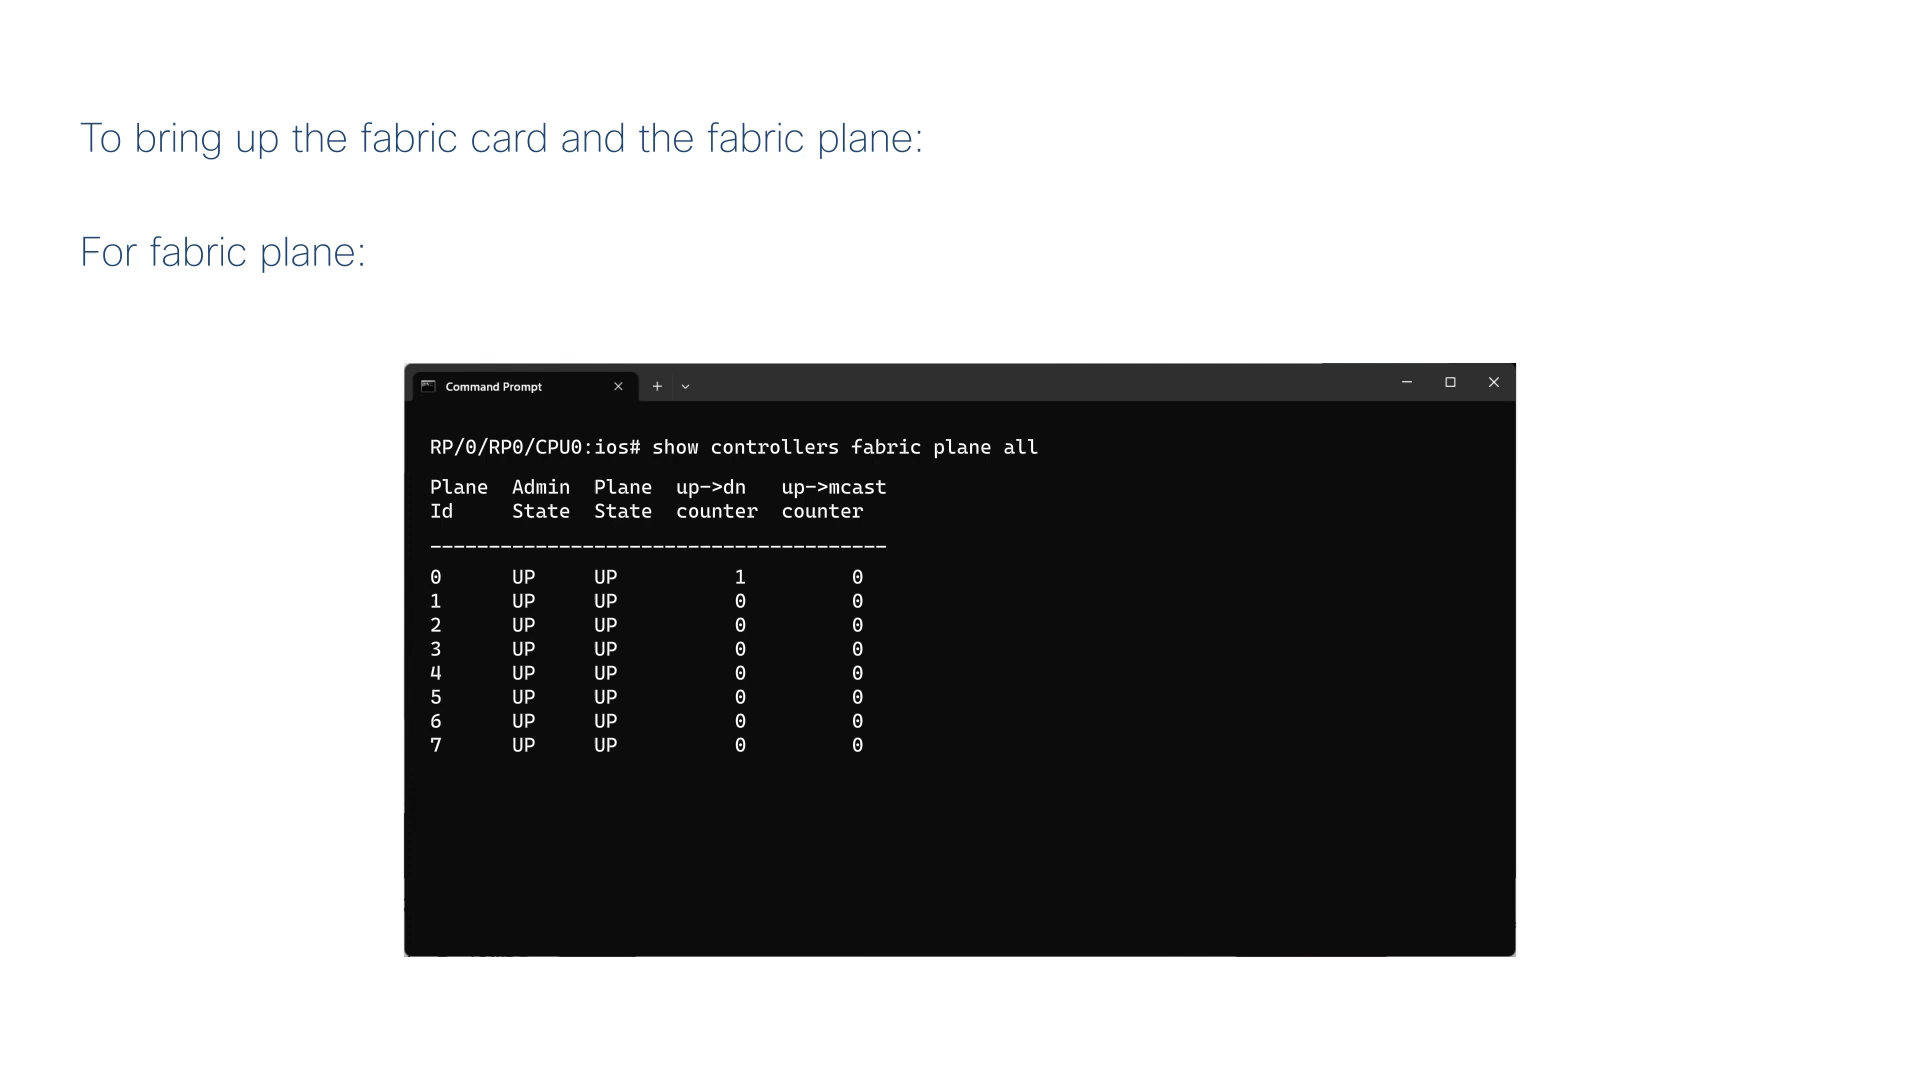 To bring up the fabric card and the fabric plane:
For fabric plane:
Command Prompt
RP/0/RP0/CPU0:ios# show controllers fabric plane all
Plane  Admin  Plane  up->dn   up->mcast
Id     State  State  counter  counter
---------------------------------------
0      UP     UP          1         0
1      UP     UP          0         0
2      UP     UP          0         0
3      UP     UP          0         0
4      UP     UP          0         0
5      UP     UP          0         0
6      UP     UP          0         0
7      UP     UP          0         0